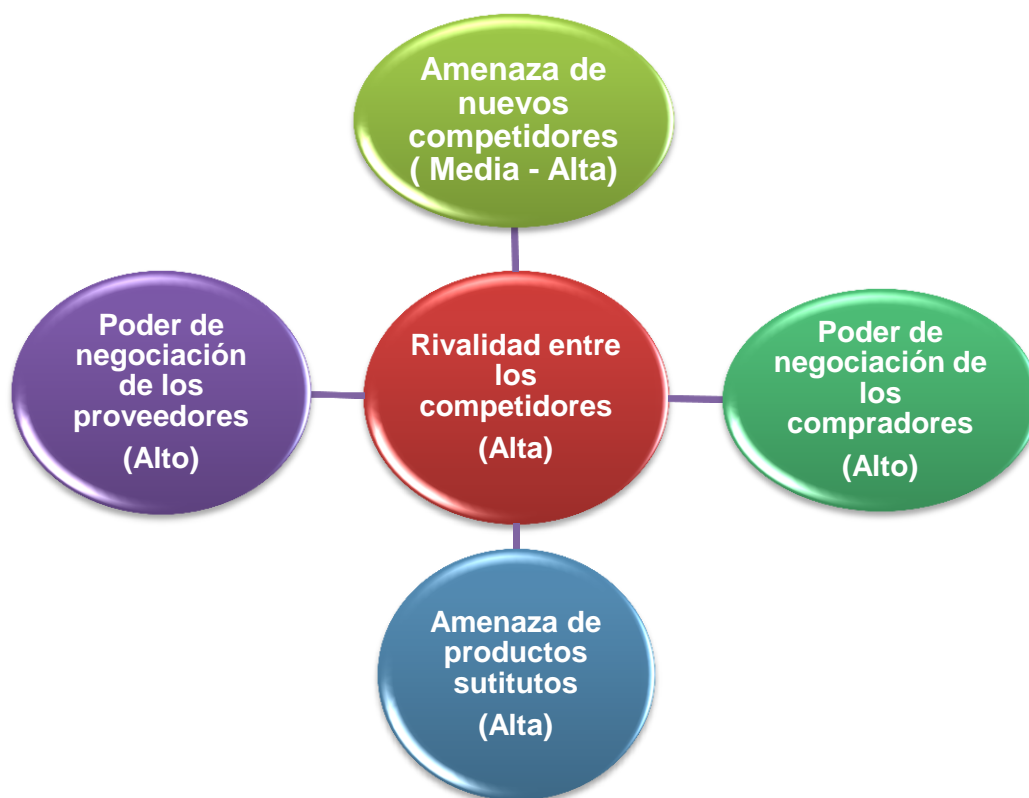 Amenaza de
nuevos
competidores
( Media - Alta)
Poder de
negociación
de los
proveedores
(Alto)
Rivalidad entre
los
competidores
(Alta)
Poder de
negociación de
los
compradores
(Alto)
Amenaza de
productos
sutitutos
(Alta)